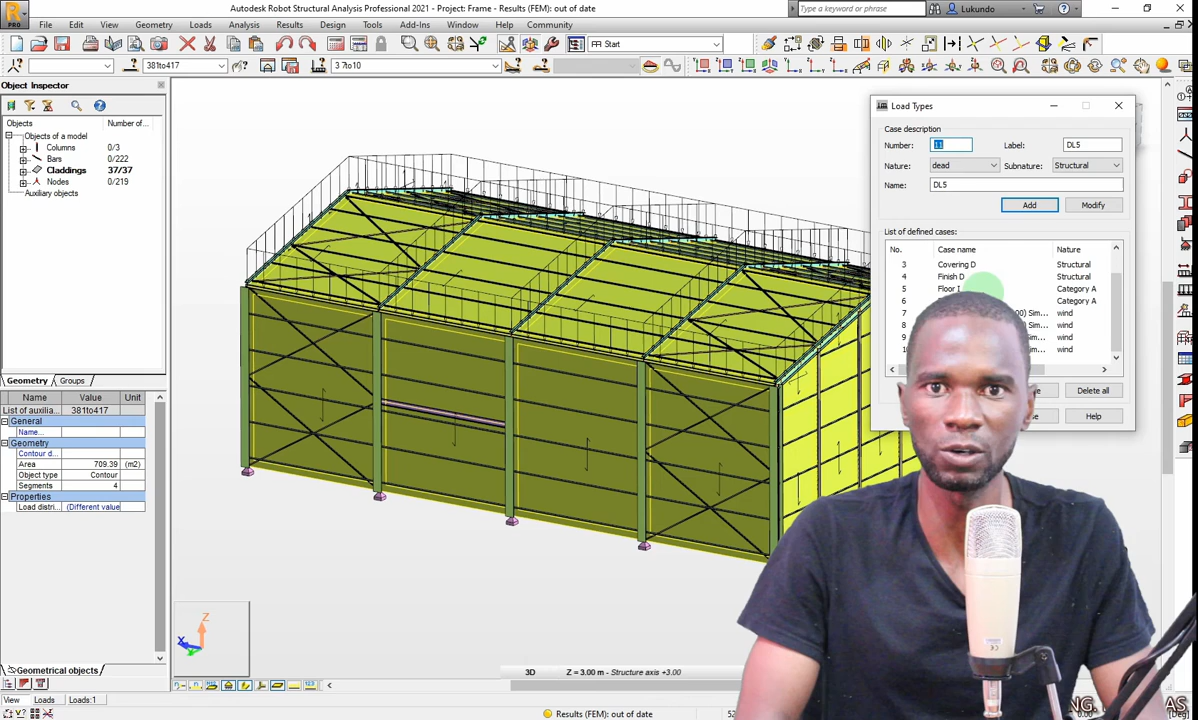 Autodesk Robot Structural Analysis Professional 2021 - Project: Frame - Results (FEM): out of date
Type a keyword or phrase
Lukundo
PRO
File Edit View Geometry Loads Analysis Results Design Tools Add-Ins Window Help Community
Start
381to417
3 7to10
Object Inspector
Objects Number of...
Objects of a model
Columns 0/3
Bars 0/222
Claddings 37/37
Nodes 0/219
Auxiliary objects
Geometry Groups
Name Value Unit
List of auxilia... 381to417
General
Name...
Geometry
Contour d...
Area 709.39 (m2)
Object type Contour
Segments 4
Properties
Load distri... (Different value
Geometrical objects
View Loads Loads:1
Load Types
Case description
Number: 11 Label: DL5
Nature: dead Subnature: Structural
Name: DL5
Add Modify
List of defined cases:
No. Case name Nature
3 Covering D Structural
4 Finish D Structural
5 Floor Category A
6 Category A
7 Sim... wind
8 Sim... wind
9 wind
10 wind
Delete all
Help
Z
X
3D Z = 3.00 m - Structure axis +3.00
Results (FEM): out of date